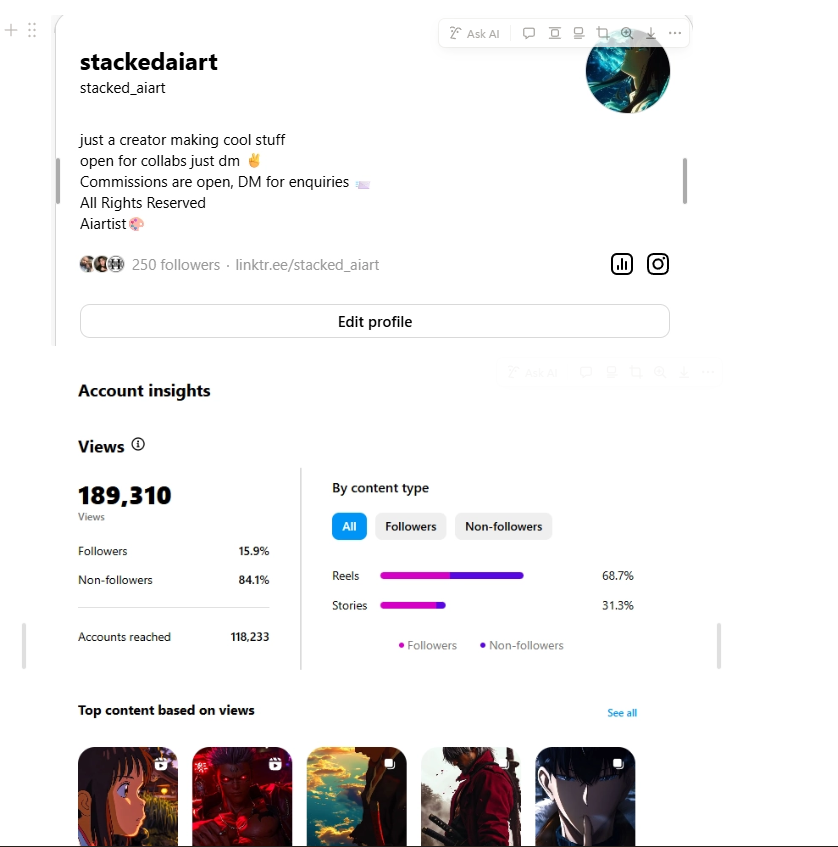 Ask AI
stackedaiart
stacked_aiart
just a creator making cool stuff
open for collabs just dm ✌️
Commissions are open, DM for enquiries 📨
All Rights Reserved
Aiartist🎨
250 followers · linktr.ee/stacked_aiart
Edit profile
Ask AI
Account insights
Views
189,310
Views
Followers 15.9%
Non-followers 84.1%
Accounts reached 118,233
By content type
All Followers Non-followers
Reels 68.7%
Stories 31.3%
Followers Non-followers
Top content based on views
See all